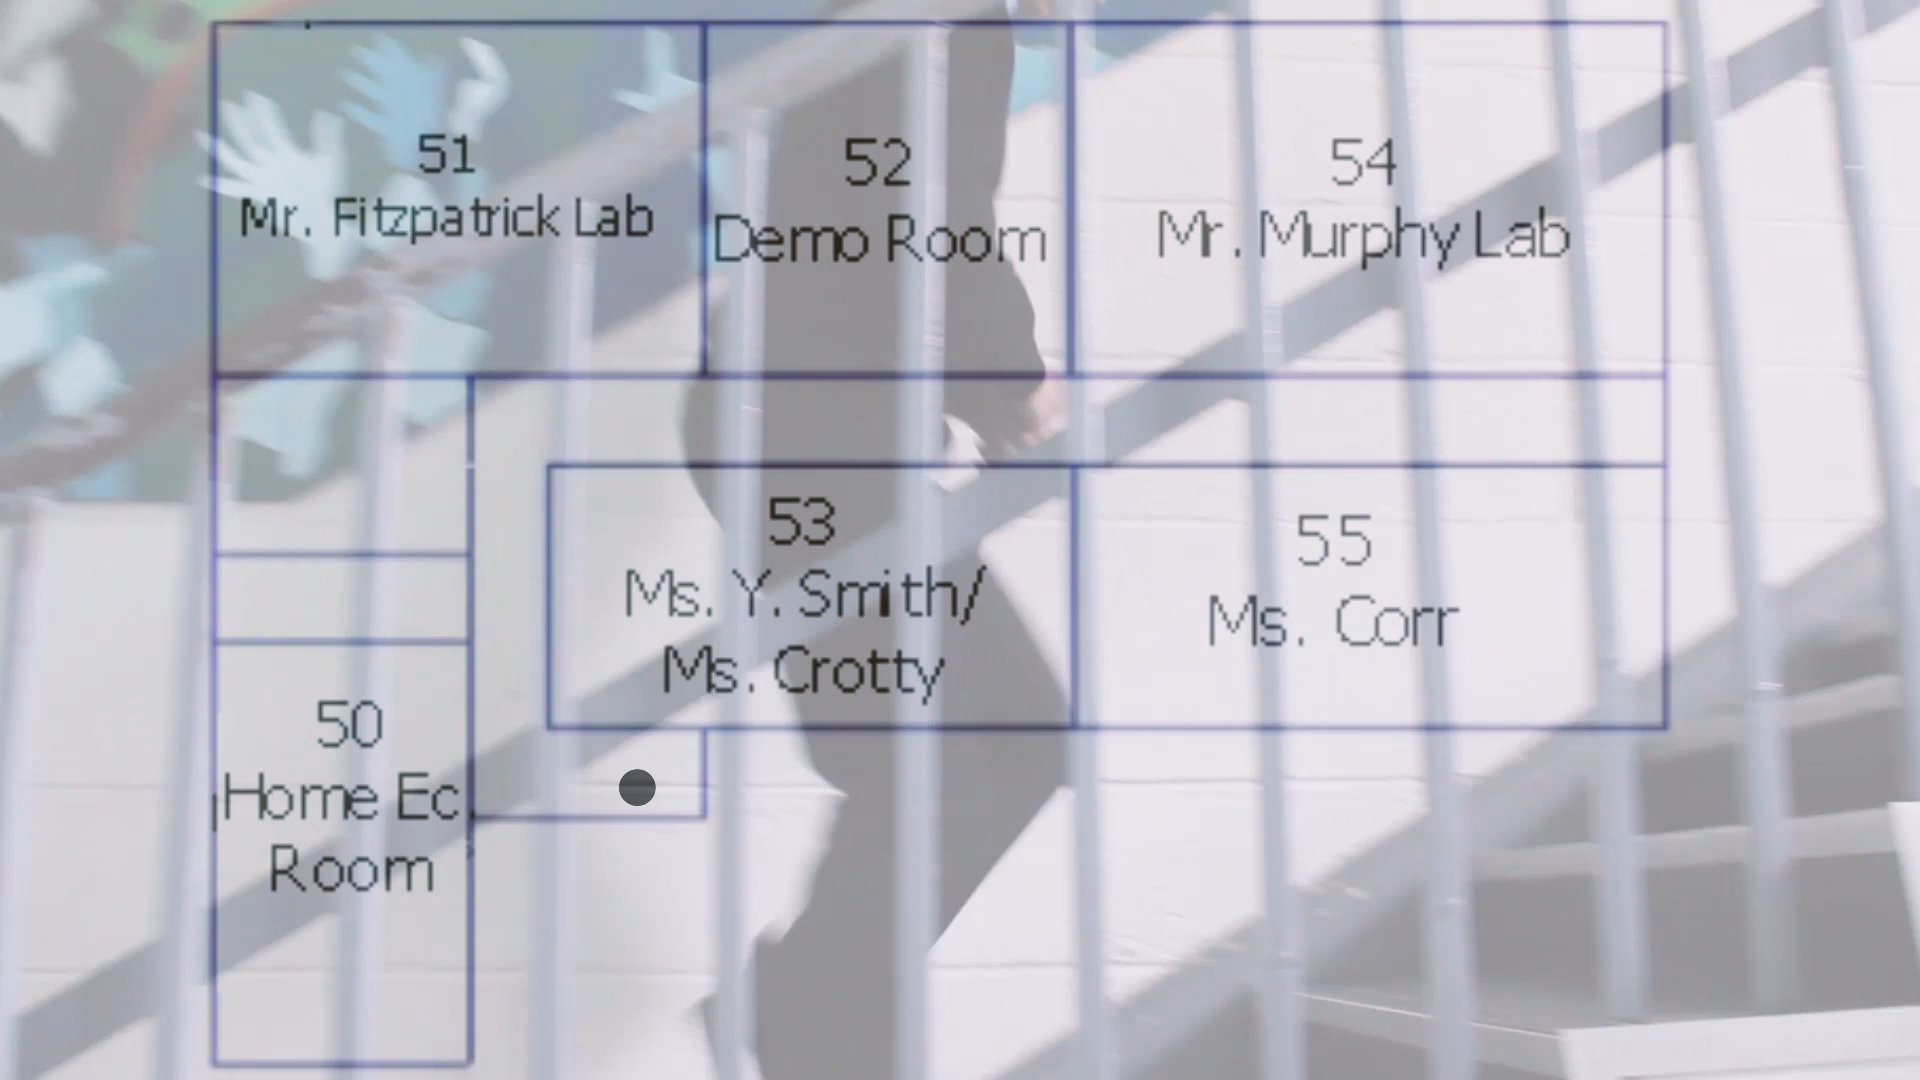 51
Mr. Fitzpatrick Lab
52
Demo Room
54
Mr. Murphy Lab
53
Ms. Y. Smith/
Ms. Crotty
55
Ms. Corr
50
Home Ec
Room